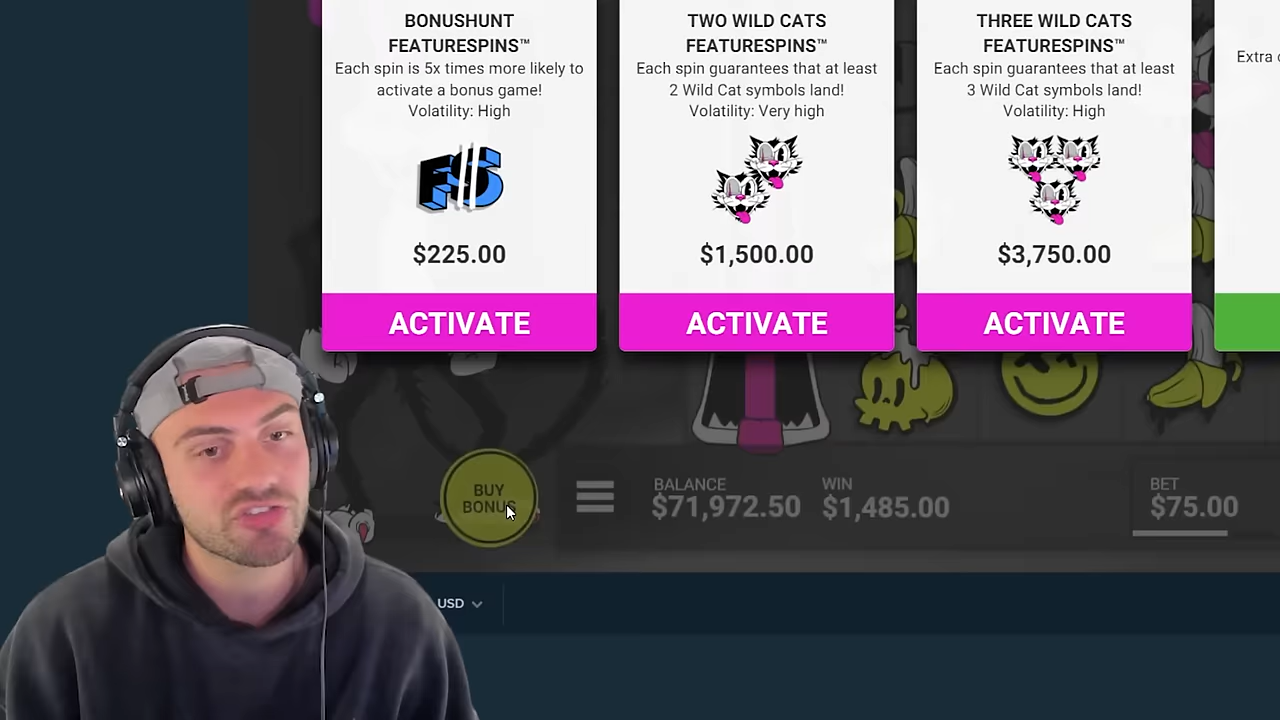 BONUSHUNT
FEATURESPINS™
Each spin is 5x times more likely to
activate a bonus game!
Volatility: High
FS
$225.00
ACTIVATE
TWO WILD CATS
FEATURESPINS™
Each spin guarantees that at least
2 Wild Cat symbols land!
Volatility: Very high
$1,500.00
ACTIVATE
THREE WILD CATS
FEATURESPINS™
Each spin guarantees that at least
3 Wild Cat symbols land!
Volatility: High
$3,750.00
ACTIVATE
Extra
BUY
BONUS
BALANCE
$71,972.50
WIN
$1,485.00
BET
$75.00
USD